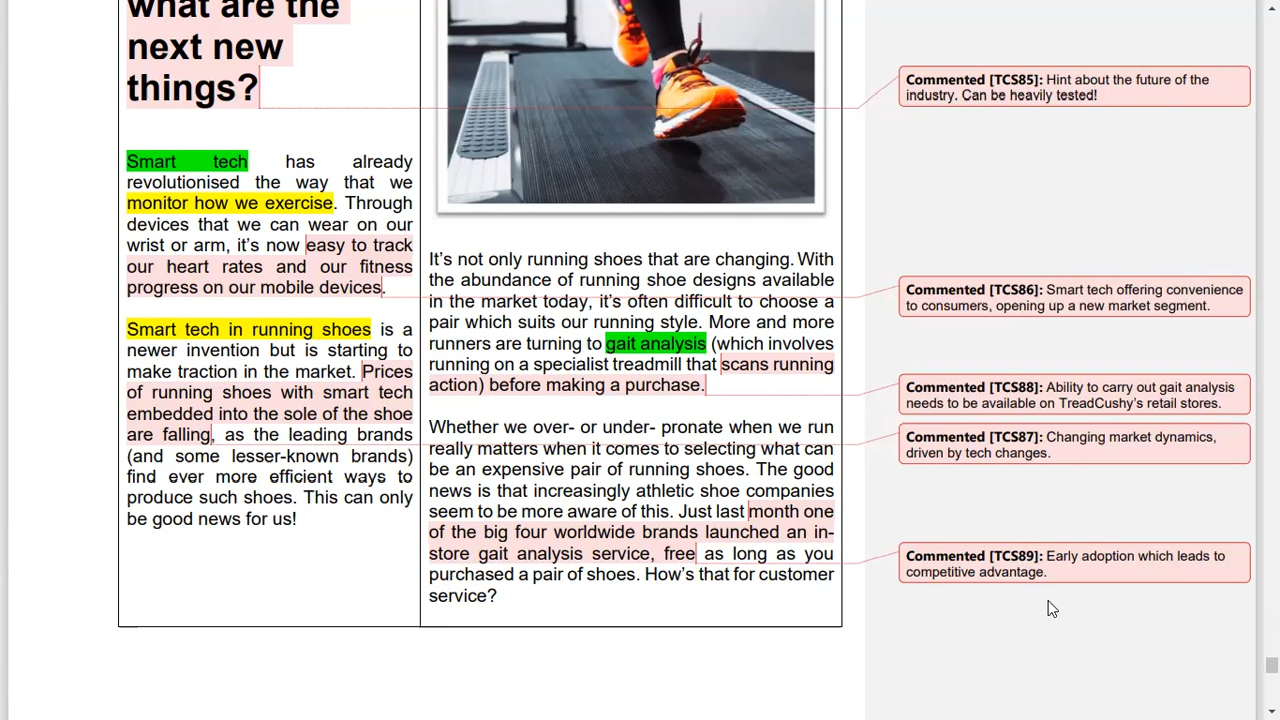 what are the
next new
things?
Smart tech has already
revolutionised the way that we
monitor how we exercise. Through
devices that we can wear on our
wrist or arm, it’s now easy to track
our heart rates and our fitness
progress on our mobile devices.
Smart tech in running shoes is a
newer invention but is starting to
make traction in the market. Prices
of running shoes with smart tech
embedded into the sole of the shoe
are falling, as the leading brands
(and some lesser-known brands)
find ever more efficient ways to
produce such shoes. This can only
be good news for us!
It’s not only running shoes that are changing. With
the abundance of running shoe designs available
in the market today, it’s often difficult to choose a
pair which suits our running style. More and more
runners are turning to gait analysis (which involves
running on a specialist treadmill that scans running
action) before making a purchase.
Whether we over- or under- pronate when we run
really matters when it comes to selecting what can
be an expensive pair of running shoes. The good
news is that increasingly athletic shoe companies
seem to be more aware of this. Just last month one
of the big four worldwide brands launched an in-
store gait analysis service, free as long as you
purchased a pair of shoes. How’s that for customer
service?
Commented [TCS85]: Hint about the future of the
industry. Can be heavily tested!
Commented [TCS86]: Smart tech offering convenience
to consumers, opening up a new market segment.
Commented [TCS88]: Ability to carry out gait analysis
needs to be available on TreadCushy’s retail stores.
Commented [TCS87]: Changing market dynamics,
driven by tech changes.
Commented [TCS89]: Early adoption which leads to
competitive advantage.